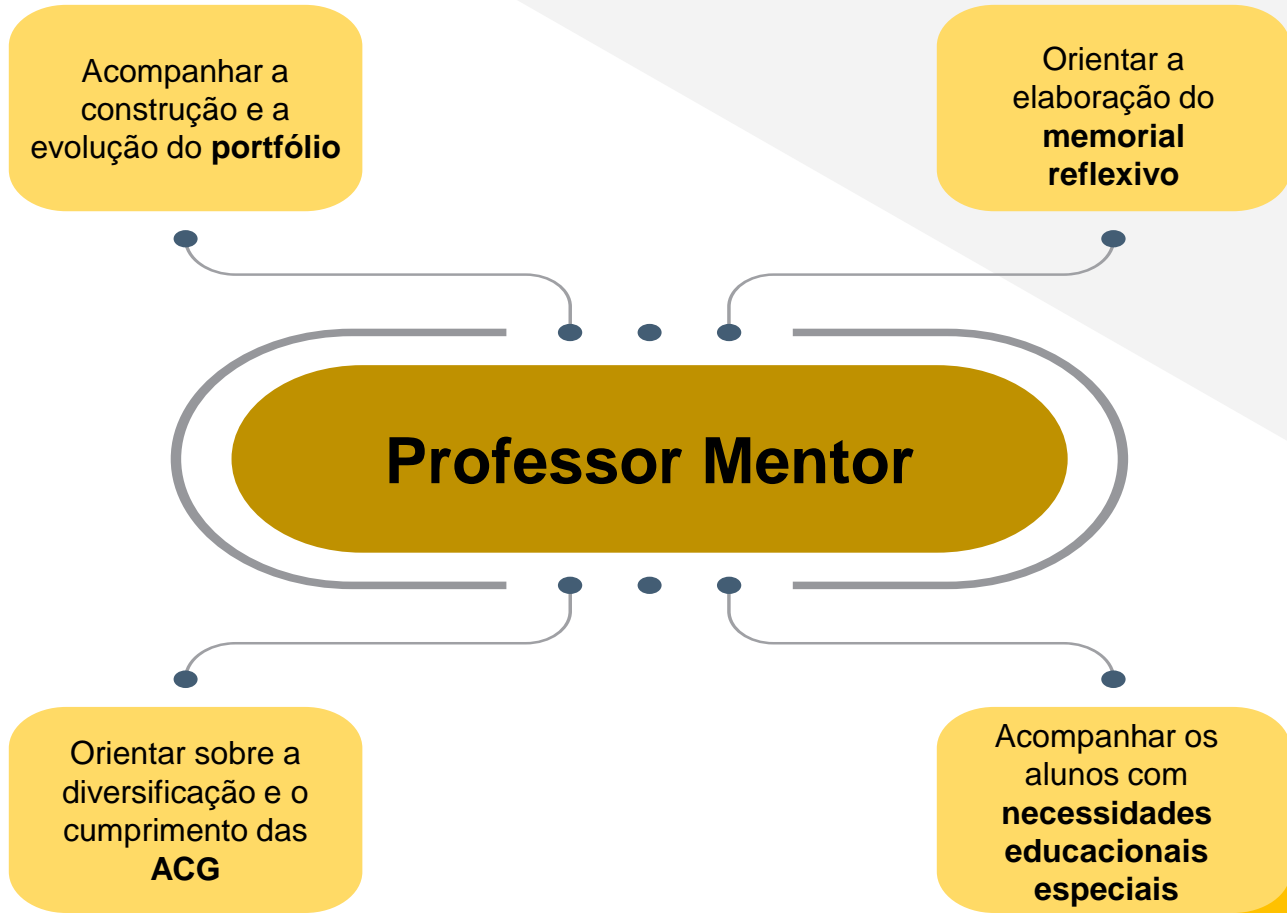 Acompanhar a
construção e a
evolução do portfólio
Orientar a
elaboração do
memorial
reflexivo
Professor Mentor
Orientar sobre a
diversificação e o
cumprimento das
ACG
Acompanhar os
alunos com
necessidades
educacionais
especiais